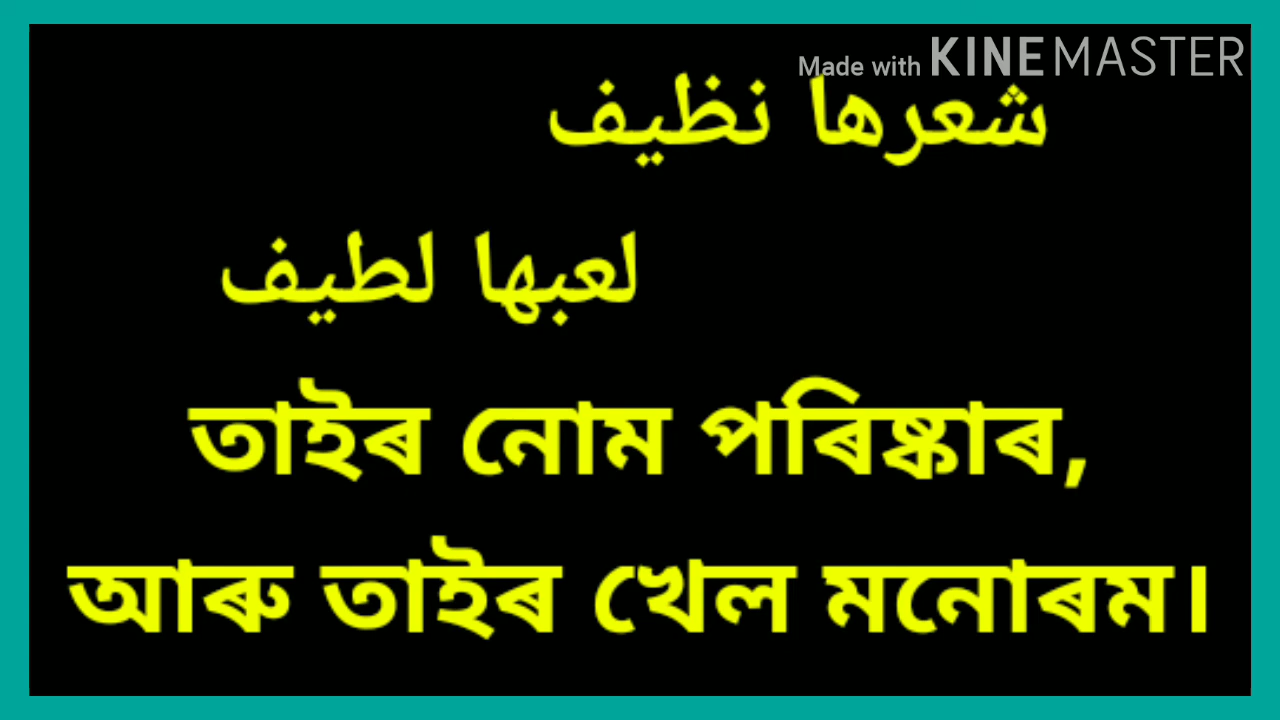 Made with KINEMASTER
شعرها نظيف
لعبها لطيف
তাইৰ নোম পৰিষ্কাৰ,
আৰু তাইৰ খেল মনোৰম।